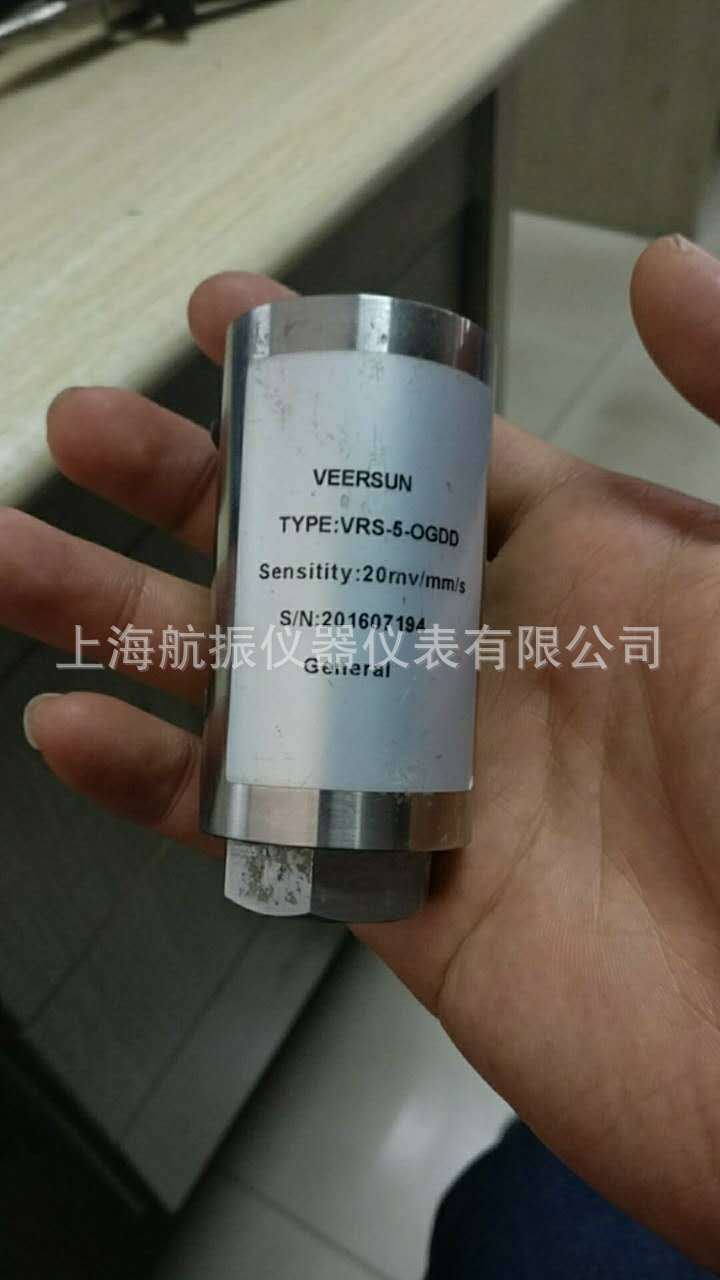 VEERSUN
TYPE:VRS-5-OGDD
Sensitity:20mv/mm/s
S/N:201607194
上海航振仪器仪表有限公司
General